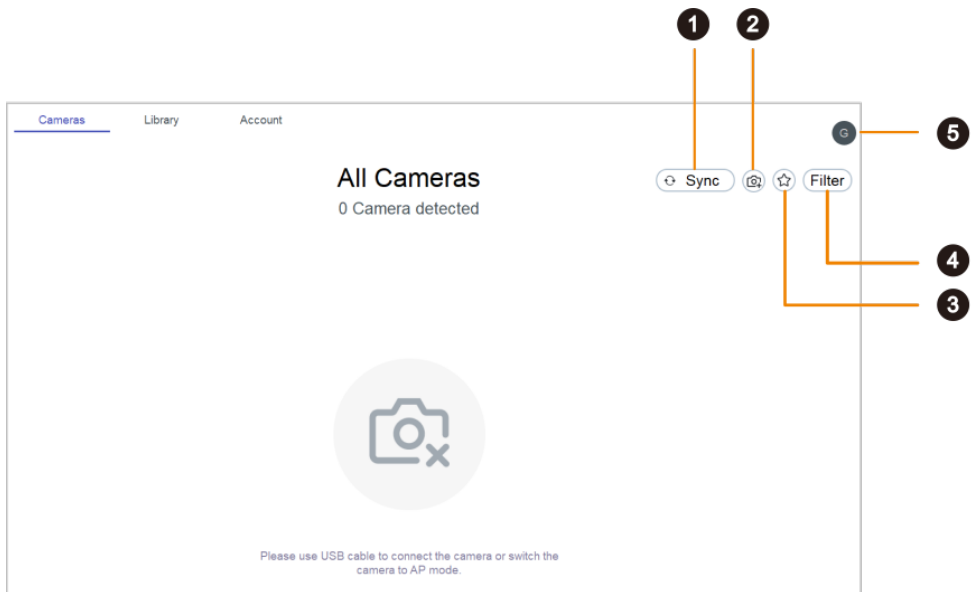 1 2
Cameras Library Account
G 5
All Cameras
Sync Filter
0 Camera detected
4
3
Please use USB cable to connect the camera or switch the
camera to AP mode.